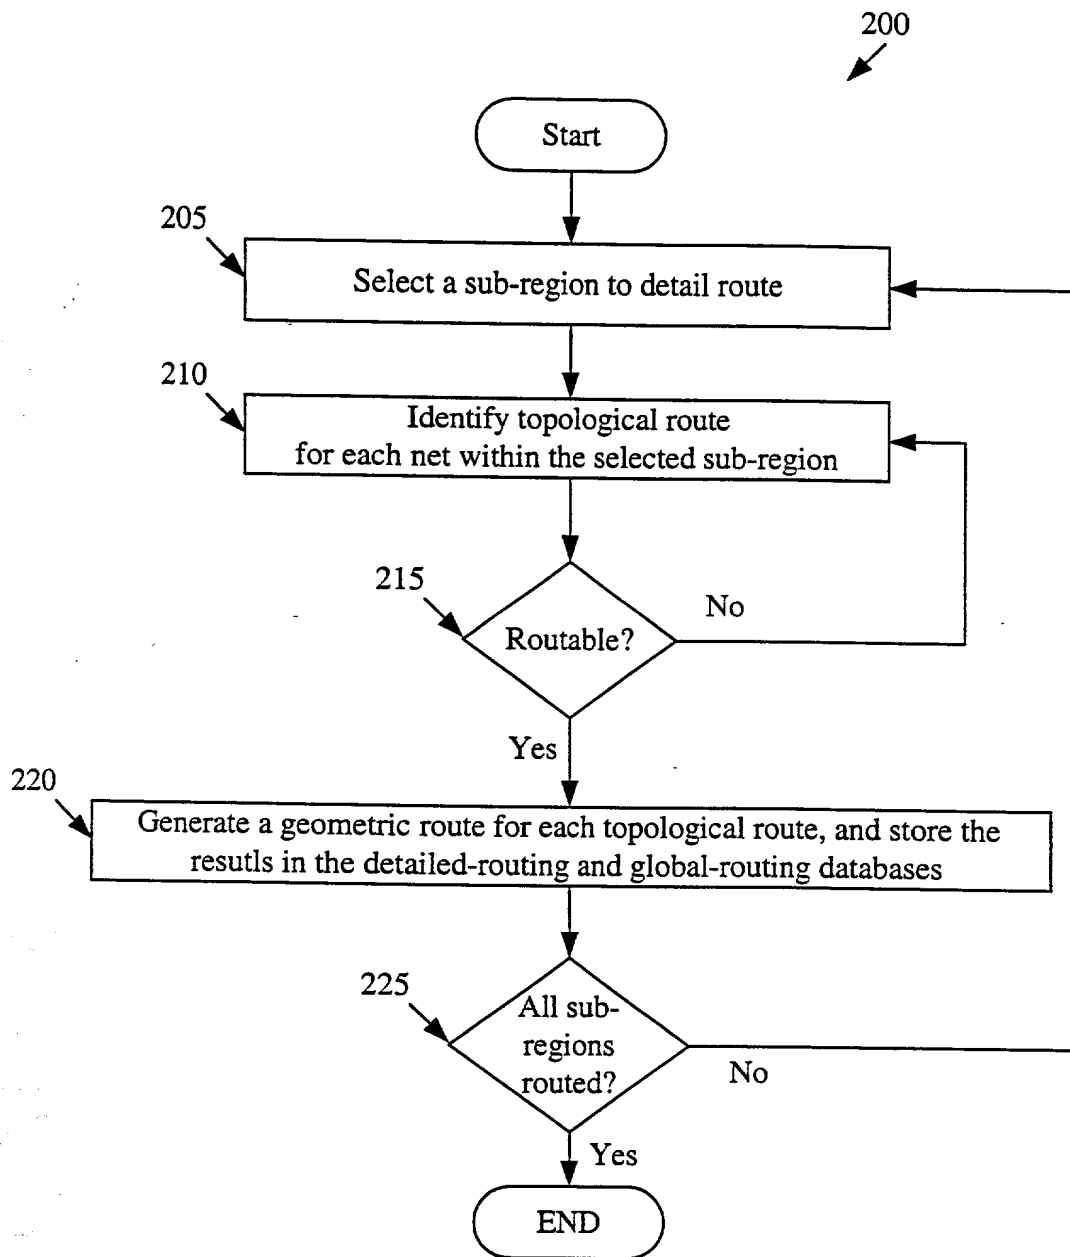 200
Start
205
Select a sub-region to detail route
210
Identify topological route
for each net within the selected sub-region
215
Routable?
No
Yes
220
Generate a geometric route for each topological route, and store the
resutls in the detailed-routing and global-routing databases
225
All sub-
regions
routed?
No
Yes
END